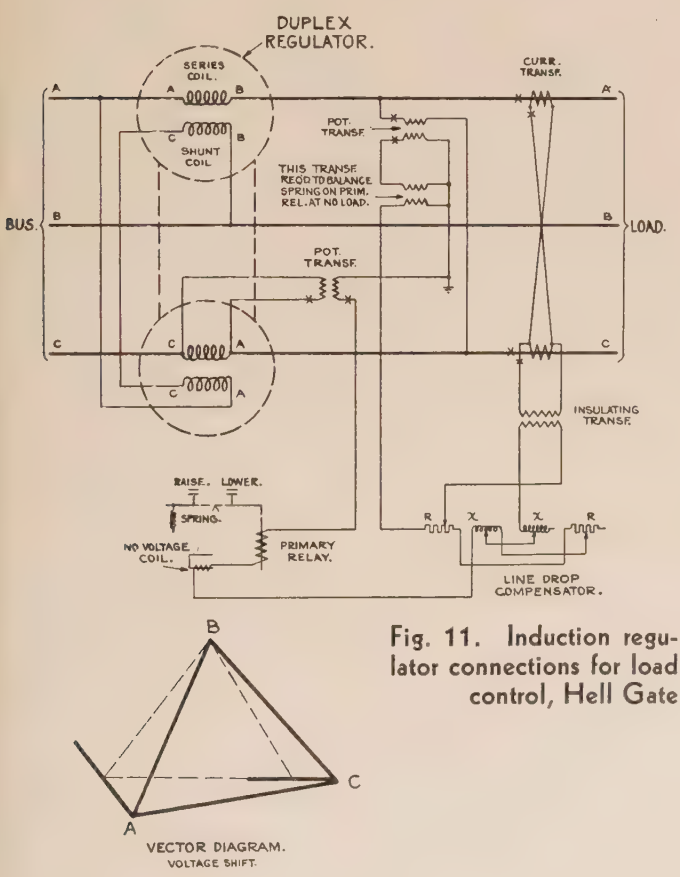 DUPLEX
REGULATOR.
SERIES
COIL.
CURR.
TRANSF.
A
A
B
A
C
B
SHUNT
COIL
POT.
TRANSF.
THIS TRANSF.
REQ'D TO BALANCE
SPRING ON PRIM.
REL. AT NO LOAD.
BUS.
B
B
LOAD.
POT.
TRANSF.
C
C
A
C
C
A
INSULATING
TRANSF.
RAISE. LOWER.
SPRING.
NO VOLTAGE
COIL.
PRIMARY
RELAY.
R
X
X
R
LINE DROP
COMPENSATOR.
Fig. 11. Induction regu-
lator connections for load
control, Hell Gate
B
C
A
VECTOR DIAGRAM.
VOLTAGE SHIFT.